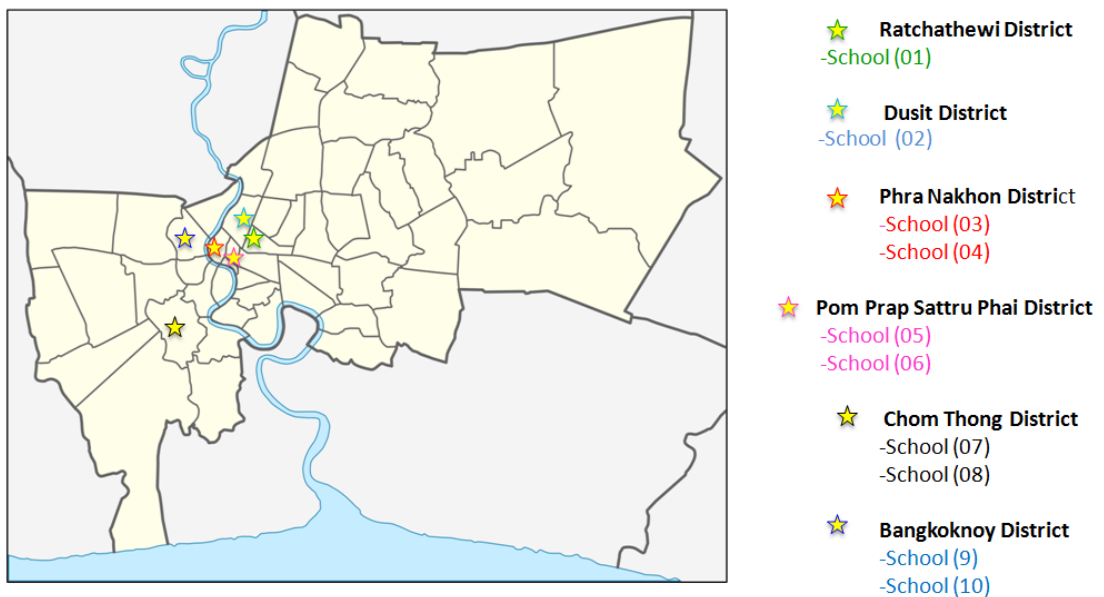 Ratchathewi District
-School (01)
Dusit District
-School (02)
Phra Nakhon District
-School (03)
-School (04)
Pom Prap Sattru Phai District
-School (05)
-School (06)
Chom Thong District
-School (07)
-School (08)
Bangkoknoy District
-School (9)
-School (10)